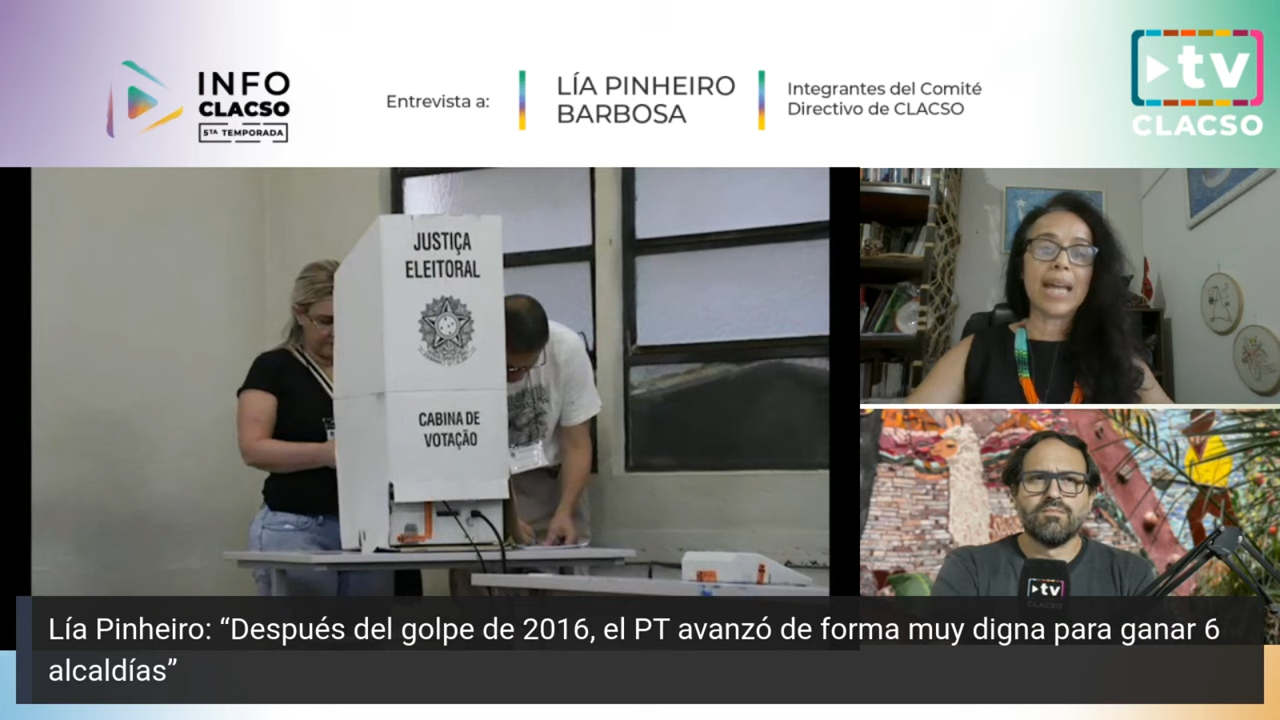 INFO
CLACSO
5TA TEMPORADA
Entrevista a:
LÍA PINHEIRO
BARBOSA
Integrantes del Comité
Directivo de CLACSO
tv
CLACSO
JUSTIÇA
ELEITORAL
CABINA DE
VOTAÇÃO
tv
CLACSO
Lía Pinheiro: “Después del golpe de 2016, el PT avanzó de forma muy digna para ganar 6
alcaldías”